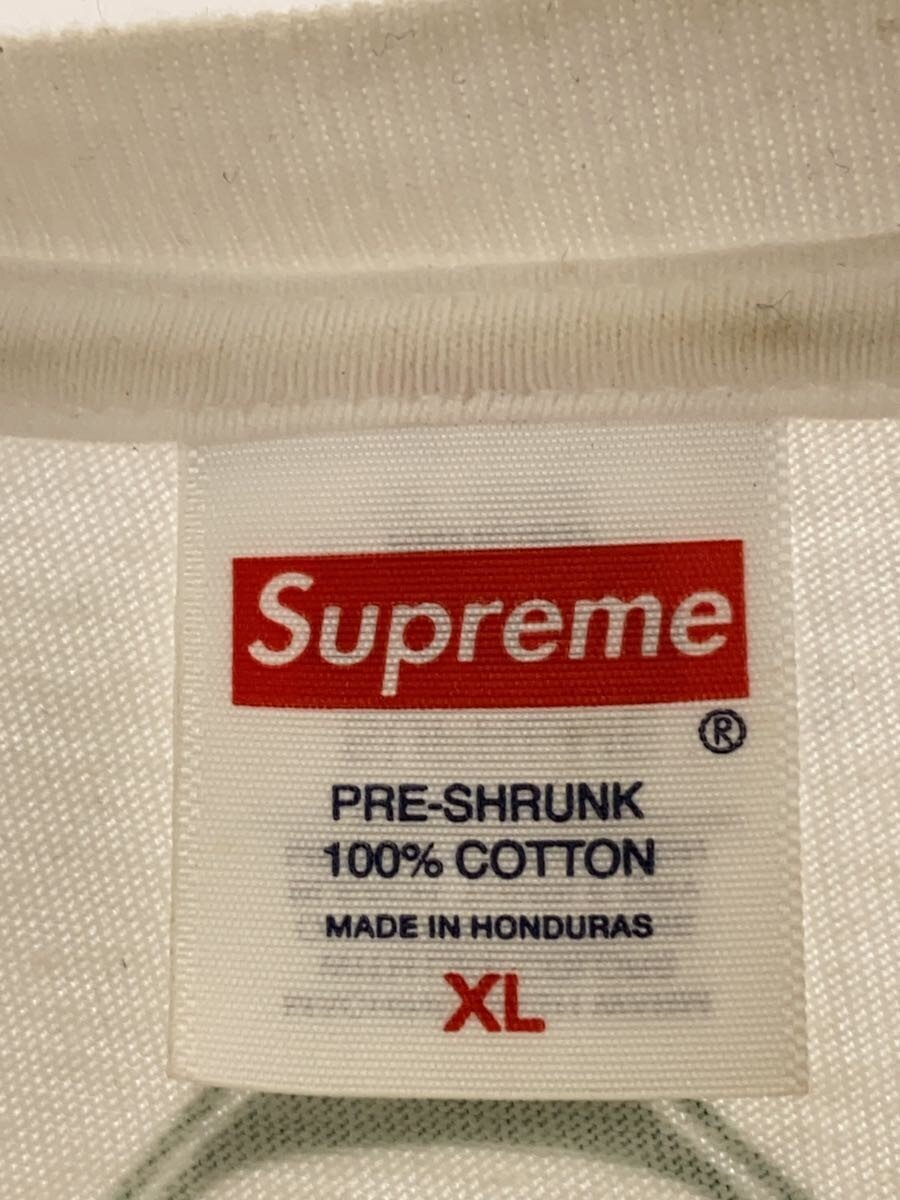 Supreme
®
PRE-SHRUNK
100% COTTON
MADE IN HONDURAS
XL